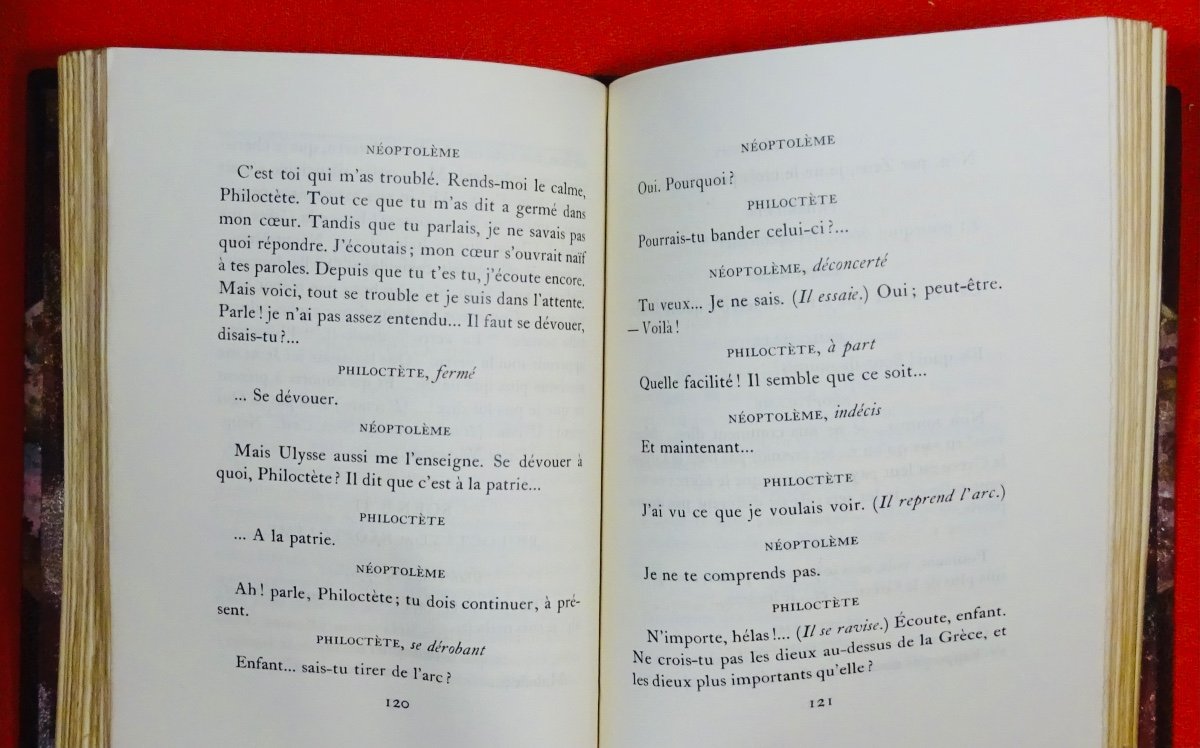 NÉOPTOLÈME
C'est toi qui m'as troublé. Rends-moi le calme,
Philoctète. Tout ce que tu m'as dit a germé dans
mon cœur. Tandis que tu parlais, je ne savais pas
quoi répondre. J'écoutais ; mon cœur s'ouvrait naïf
à tes paroles. Depuis que tu t'es tu, j'écoute encore.
Mais voici, tout se trouble et je suis dans l'attente.
Parle ! je n'ai pas assez entendu... Il faut se dévouer,
disais-tu ?...
PHILOCTÈTE, fermé
... Se dévouer.
NÉOPTOLÈME
Mais Ulysse aussi me l'enseigne. Se dévouer à
quoi, Philoctète ? Il dit que c'est à la patrie...
PHILOCTÈTE
... A la patrie.
NÉOPTOLÈME
Ah ! parle, Philoctète ; tu dois continuer, à pré-
sent.
PHILOCTÈTE, se dérobant
Enfant... sais-tu tirer de l'arc ?
120
NÉOPTOLÈME
Oui. Pourquoi ?
PHILOCTÈTE
Pourrais-tu bander celui-ci ?...
NÉOPTOLÈME, déconcerté
Tu veux... Je ne sais. (Il essaie.) Oui ; peut-être.
— Voilà !
PHILOCTÈTE, à part
Quelle facilité ! Il semble que ce soit...
NÉOPTOLÈME, indécis
Et maintenant...
PHILOCTÈTE
J'ai vu ce que je voulais voir. (Il reprend l'arc.)
NÉOPTOLÈME
Je ne te comprends pas.
PHILOCTÈTE
N'importe, hélas !... (Il se ravise.) Écoute, enfant.
Ne crois-tu pas les dieux au-dessus de la Grèce, et
les dieux plus importants qu'elle ?
121